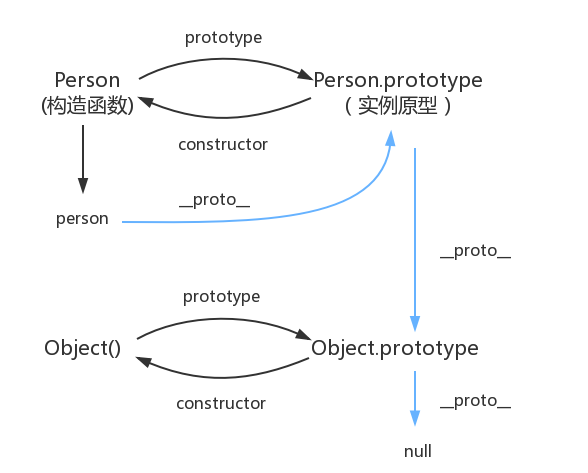 prototype
Person
(构造函数)
Person.prototype
（ 实例原型 ）
constructor
__proto__
person
__proto__
prototype
Object()
Object.prototype
constructor
__proto__
null